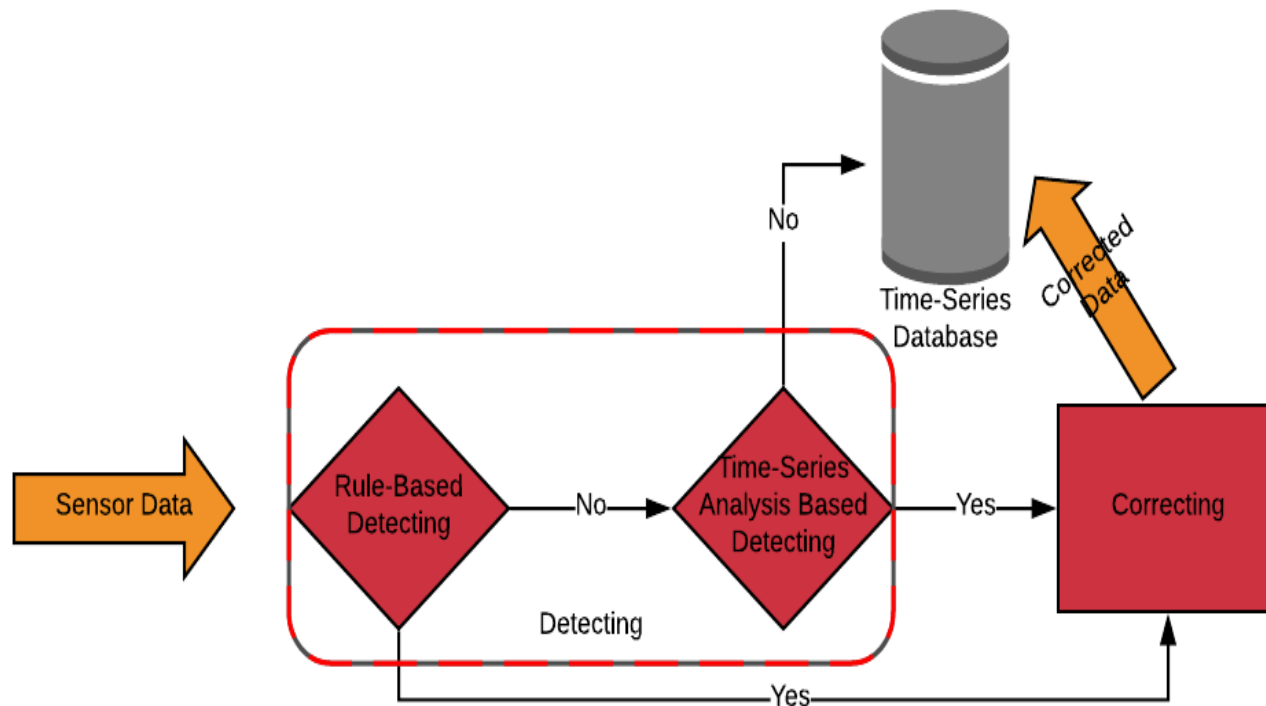 No
Time-Series
Database
Corrected
Data
Sensor Data
Rule-Based
Detecting
No
Time-Series
Analysis Based
Detecting
Yes
Correcting
Detecting
Yes